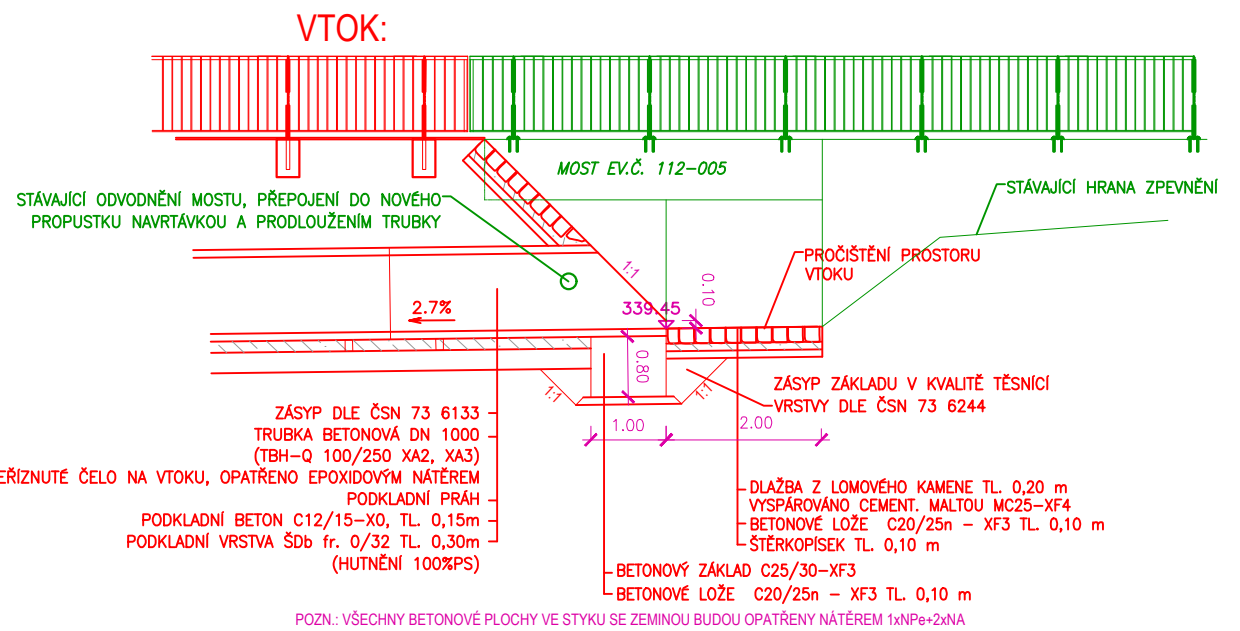 VTOK:
MOST EV.Č. 112-005
STÁVAJÍCÍ ODVODNĚNÍ MOSTU, PŘEPOJENÍ DO NOVÉHO
PROPUSTKU NAVRTÁVKOU A PRODLOUŽENÍM TRUBKY
STÁVAJÍCÍ HRANA ZPEVNĚNÍ
PROČIŠTĚNÍ PROSTORU
VTOKU
1:1
0.10
339.45
2.7%
0.80
1:1
1:1
ZÁSYP ZÁKLADU V KVALITĚ TĚSNÍCÍ
VRSTVY DLE ČSN 73 6244
1.00
2.00
ZÁSYP DLE ČSN 73 6133
TRUBKA BETONOVÁ DN 1000
(TBH-Q 100/250 XA2, XA3)
EŘÍZNUTÉ ČELO NA VTOKU, OPATŘENO EPOXIDOVÝM NÁTĚREM
PODKLADNÍ PRÁH
PODKLADNÍ BETON C12/15-X0, TL. 0,15m
PODKLADNÍ VRSTVA ŠDb fr. 0/32 TL. 0,30m
(HUTNĚNÍ 100%PS)
DLAŽBA Z LOMOVÉHO KAMENE TL. 0,20 m
VYSPÁROVÁNO CEMENT. MALTOU MC25-XF4
BETONOVÉ LOŽE C20/25n - XF3 TL. 0,10 m
ŠTĚRKOPÍSEK TL. 0,10 m
BETONOVÝ ZÁKLAD C25/30-XF3
BETONOVÉ LOŽE C20/25n - XF3 TL. 0,10 m
POZN.: VŠECHNY BETONOVÉ PLOCHY VE STYKU SE ZEMINOU BUDOU OPATŘENY NÁTĚREM 1xNPe+2xNA